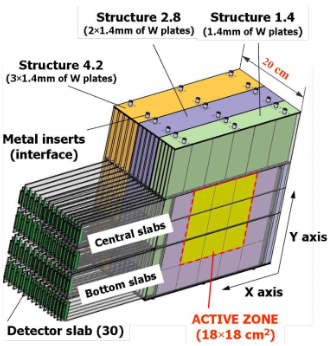 Structure 2.8
(2×1.4mm of W plates)
Structure 1.4
(1.4mm of W plates)
Structure 4.2
(3×1.4mm of W plates)
20 cm
Metal inserts
(interface)
Central slabs
Bottom slabs
Y axis
X axis
Detector slab (30)
ACTIVE ZONE
(18×18 cm²)